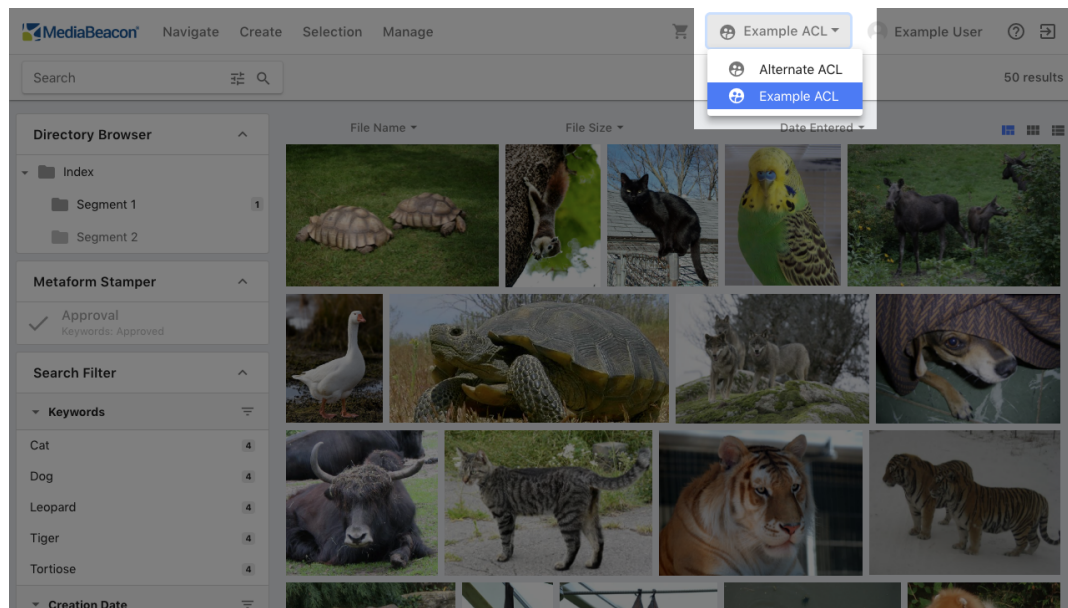 MediaBeacon® Navigate Create Selection Manage Example ACL Example User
Alternate ACL
Example ACL
Search 50 results
File Name File Size Date Entered
Directory Browser
Index
Segment 1 1
Segment 2
Metaform Stamper
Approval
Keywords: Approved
Search Filter
Keywords
Cat 4
Dog 4
Leopard 4
Tiger 4
Tortiose 4
Creation Date